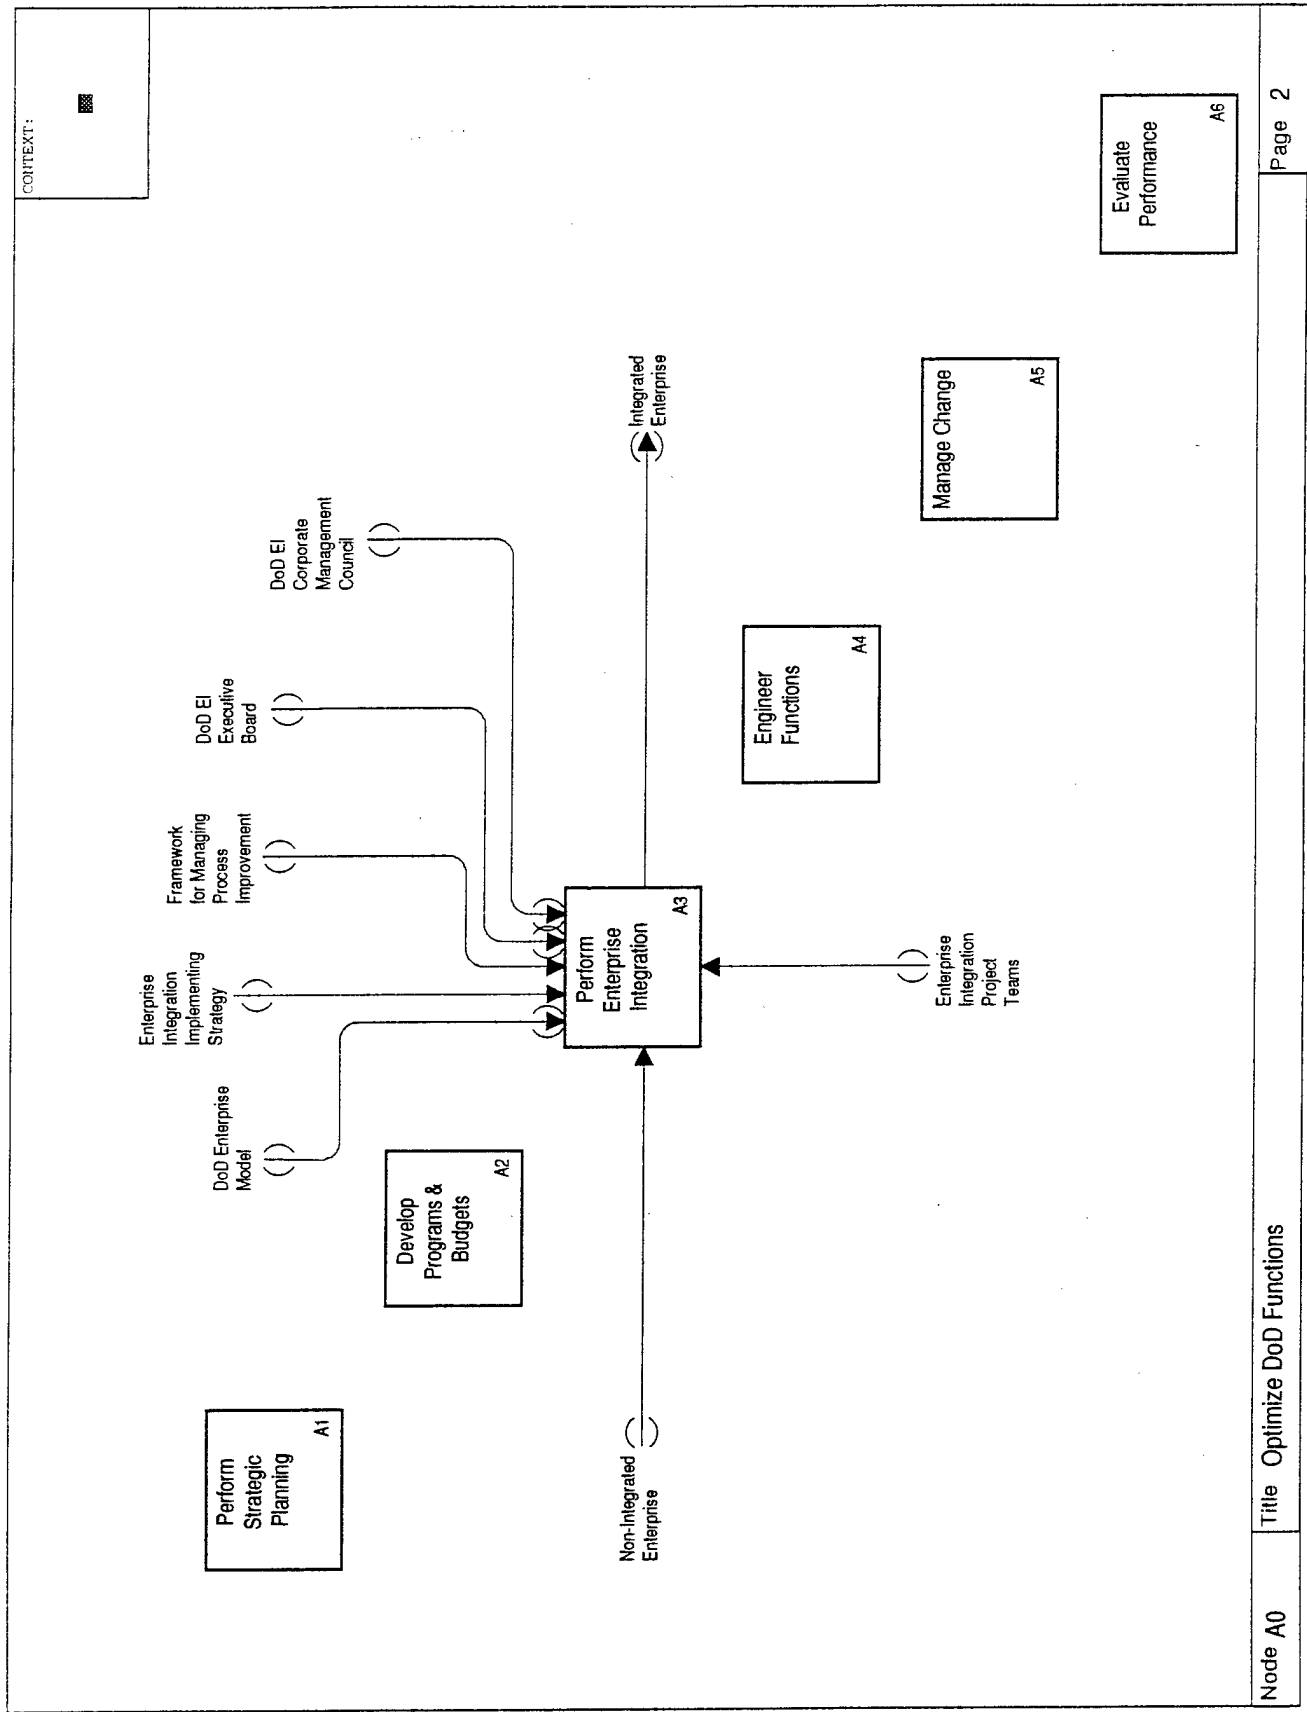 CONTEXT:
Perform
Strategic
Planning
A1
Develop
Programs &
Budgets
A2
DoD Enterprise
Model
Enterprise
Integration
Implementing
Strategy
Framework
for Managing
Process
Improvement
DoD EI
Executive
Board
DoD EI
Corporate
Management
Council
Non-Integrated
Enterprise
Perform
Enterprise
Integration
A3
Integrated
Enterprise
Enterprise
Integration
Project
Teams
Engineer
Functions
A4
Manage Change
A5
Evaluate
Performance
A6
Node A0
Title Optimize DoD Functions
Page 2